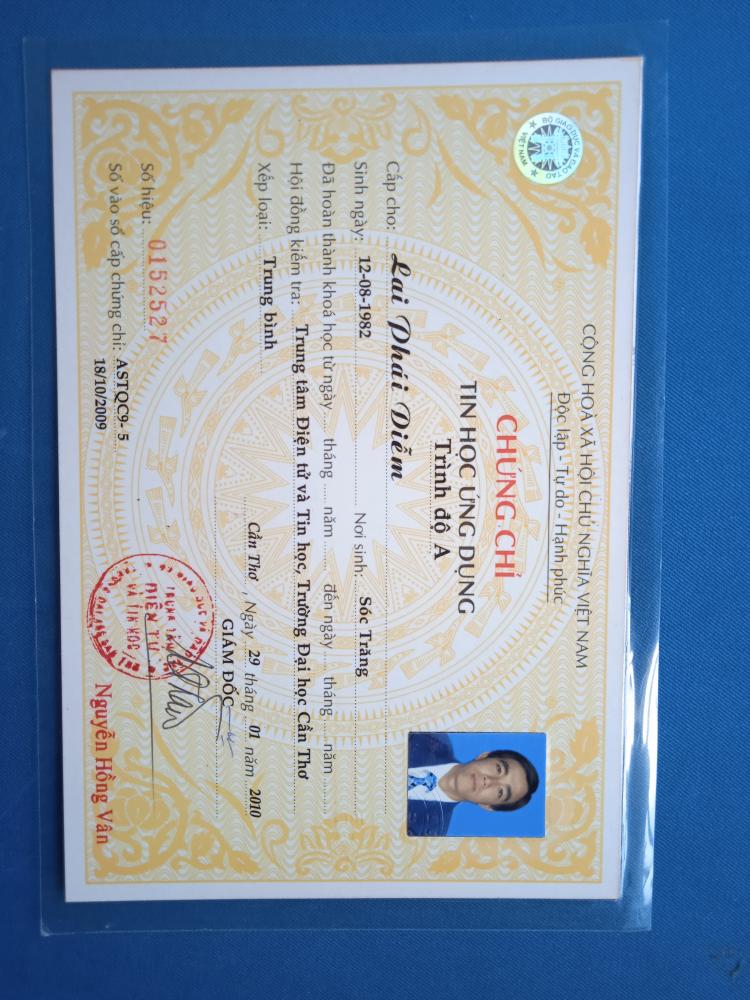 CỘNG HOÀ XÃ HỘI CHỦ NGHĨA VIỆT NAM
Độc lập - Tự do - Hạnh phúc
BỘ GIÁO DỤC VÀ ĐÀO TẠO
VIỆT NAM
CHỨNG CHỈ
TIN HỌC ỨNG DỤNG
Trình độ A
Cấp cho: Lai Phái Diễm
Sinh ngày: 12-08-1982 Nơi sinh: Sóc Trăng
Đã hoàn thành khoá học từ ngày ...... tháng ...... năm ...... đến ngày ...... tháng ...... năm ......
Hội đồng kiểm tra: Trung tâm Điện tử và Tin học, Trường Đại học Cần Thơ
Xếp loại: Trung bình
Cần Thơ, Ngày 29 tháng 01 năm 2010
GIÁM ĐỐC
TRUNG TÂM
ĐIỆN TỬ
VÀ TIN HỌC
Số hiệu: 0152527
Số vào sổ cấp chứng chỉ: ASTQC9- 5
18/10/2009
Nguyễn Hồng Vân